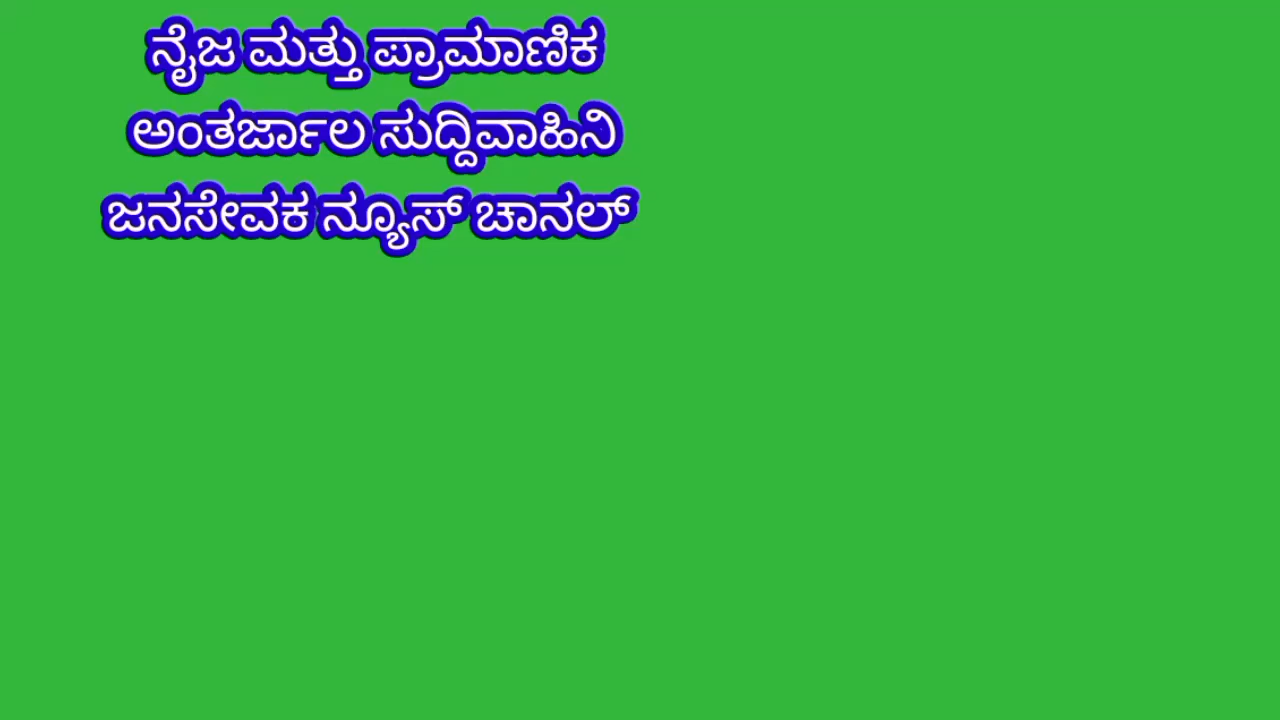 ನೈಜ ಮತ್ತು ಪ್ರಾಮಾಣಿಕ
ಅಂತರ್ಜಾಲ ಸುದ್ದಿವಾಹಿನಿ
ಜನಸೇವಕ ನ್ಯೂಸ್ ಚಾನಲ್